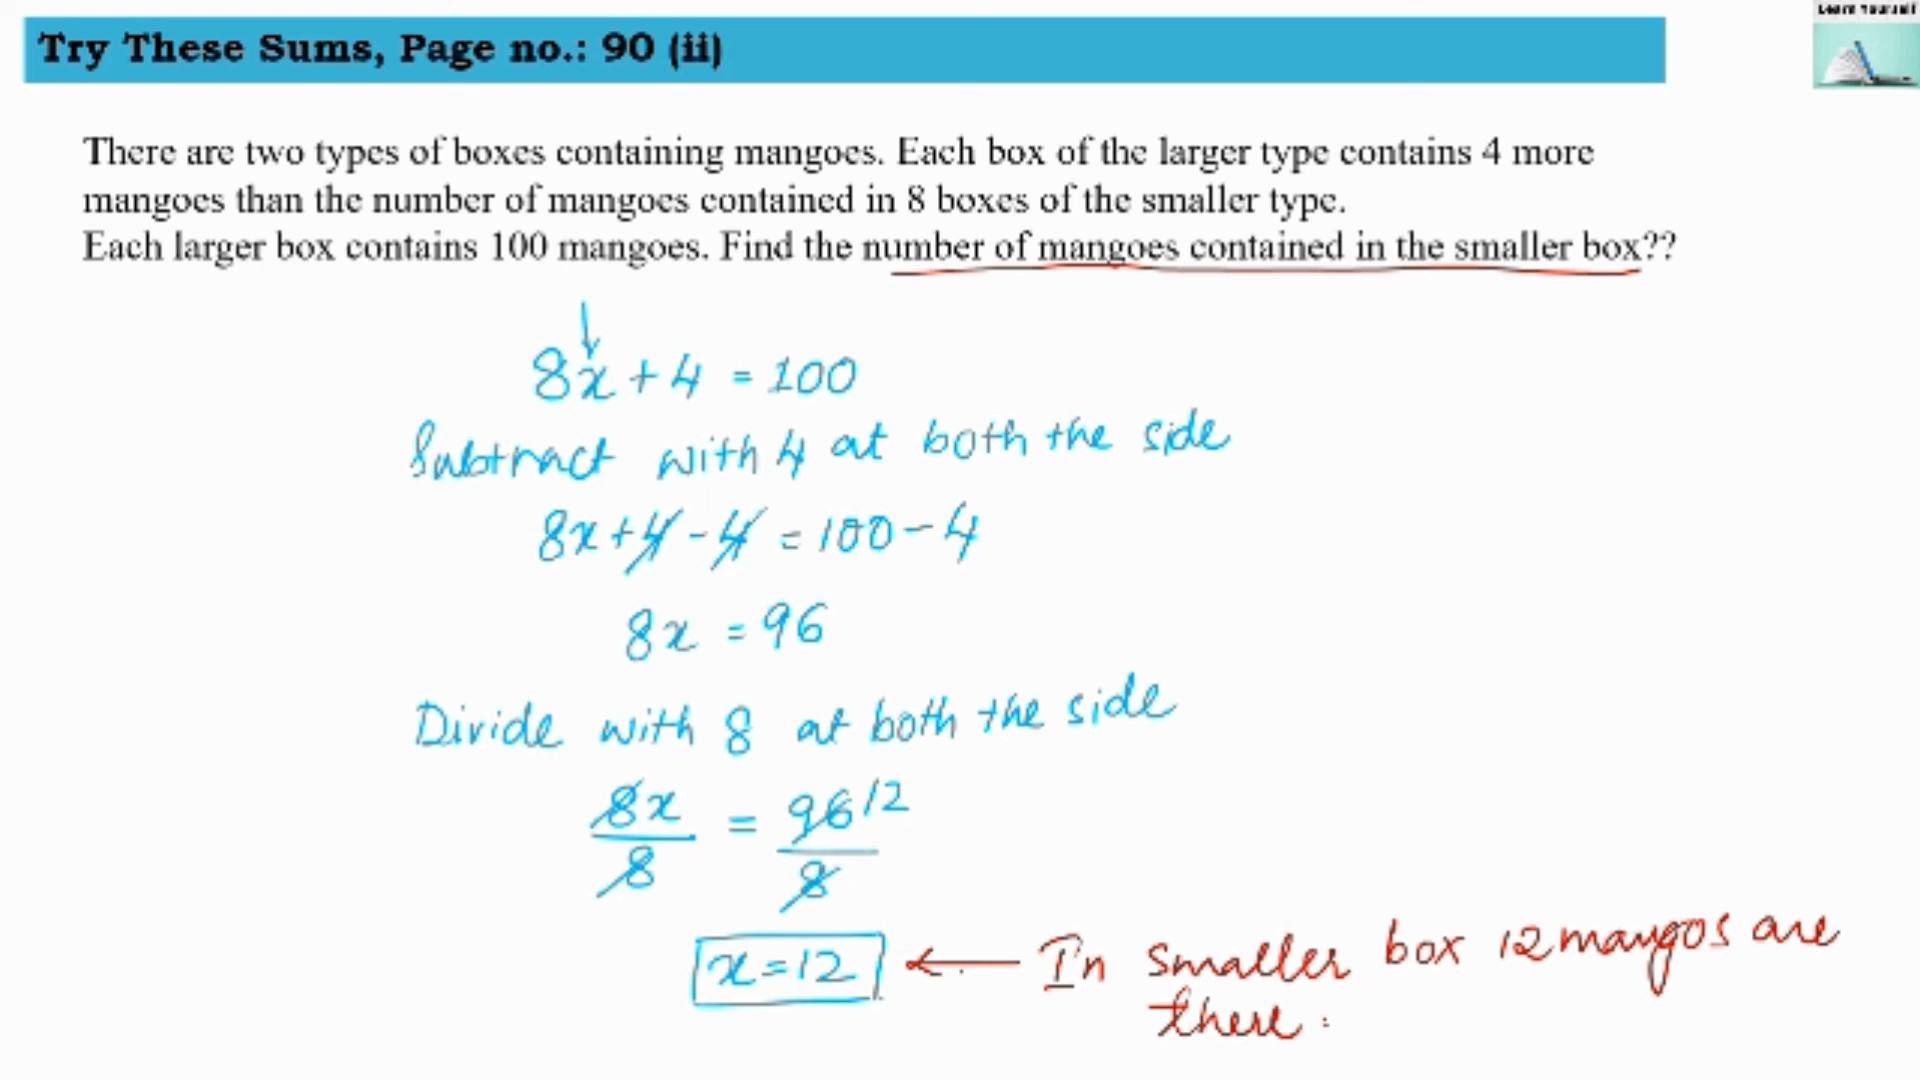 Learn Yourself
Try These Sums, Page no.: 90 (ii)
There are two types of boxes containing mangoes. Each box of the larger type contains 4 more
mangoes than the number of mangoes contained in 8 boxes of the smaller type.
Each larger box contains 100 mangoes. Find the number of mangoes contained in the smaller box??
8x + 4 = 100
Subtract with 4 at both the side
8x + 4 - 4 = 100 - 4
8x = 96
Divide with 8 at both the side
8x = 96 12
8 8
x = 12 ← In smaller box 12 mangos are
there.